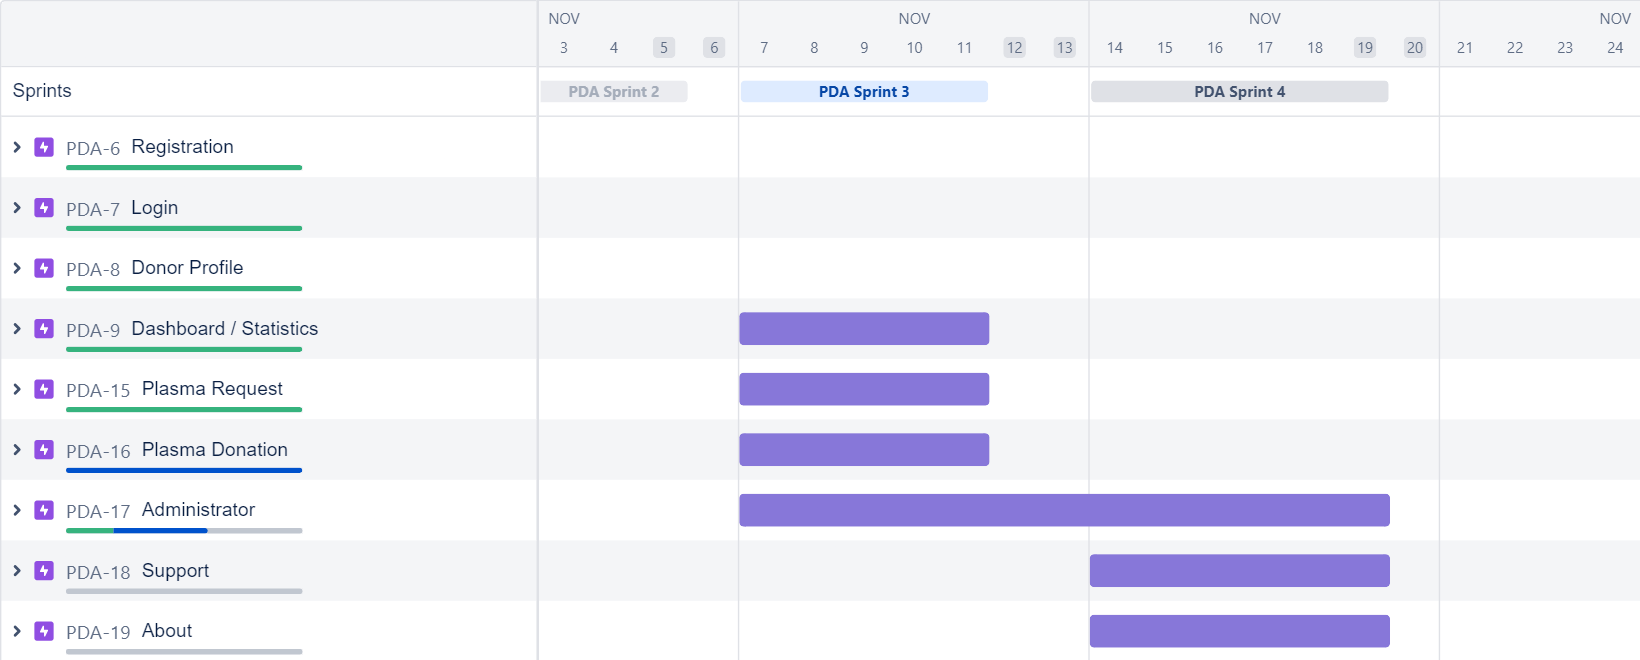 NOV NOV NOV NOV
3 4 5 6 7 8 9 10 11 12 13 14 15 16 17 18 19 20 21 22 23 24
Sprints PDA Sprint 2 PDA Sprint 3 PDA Sprint 4
PDA-6 Registration
PDA-7 Login
PDA-8 Donor Profile
PDA-9 Dashboard / Statistics
PDA-15 Plasma Request
PDA-16 Plasma Donation
PDA-17 Administrator
PDA-18 Support
PDA-19 About